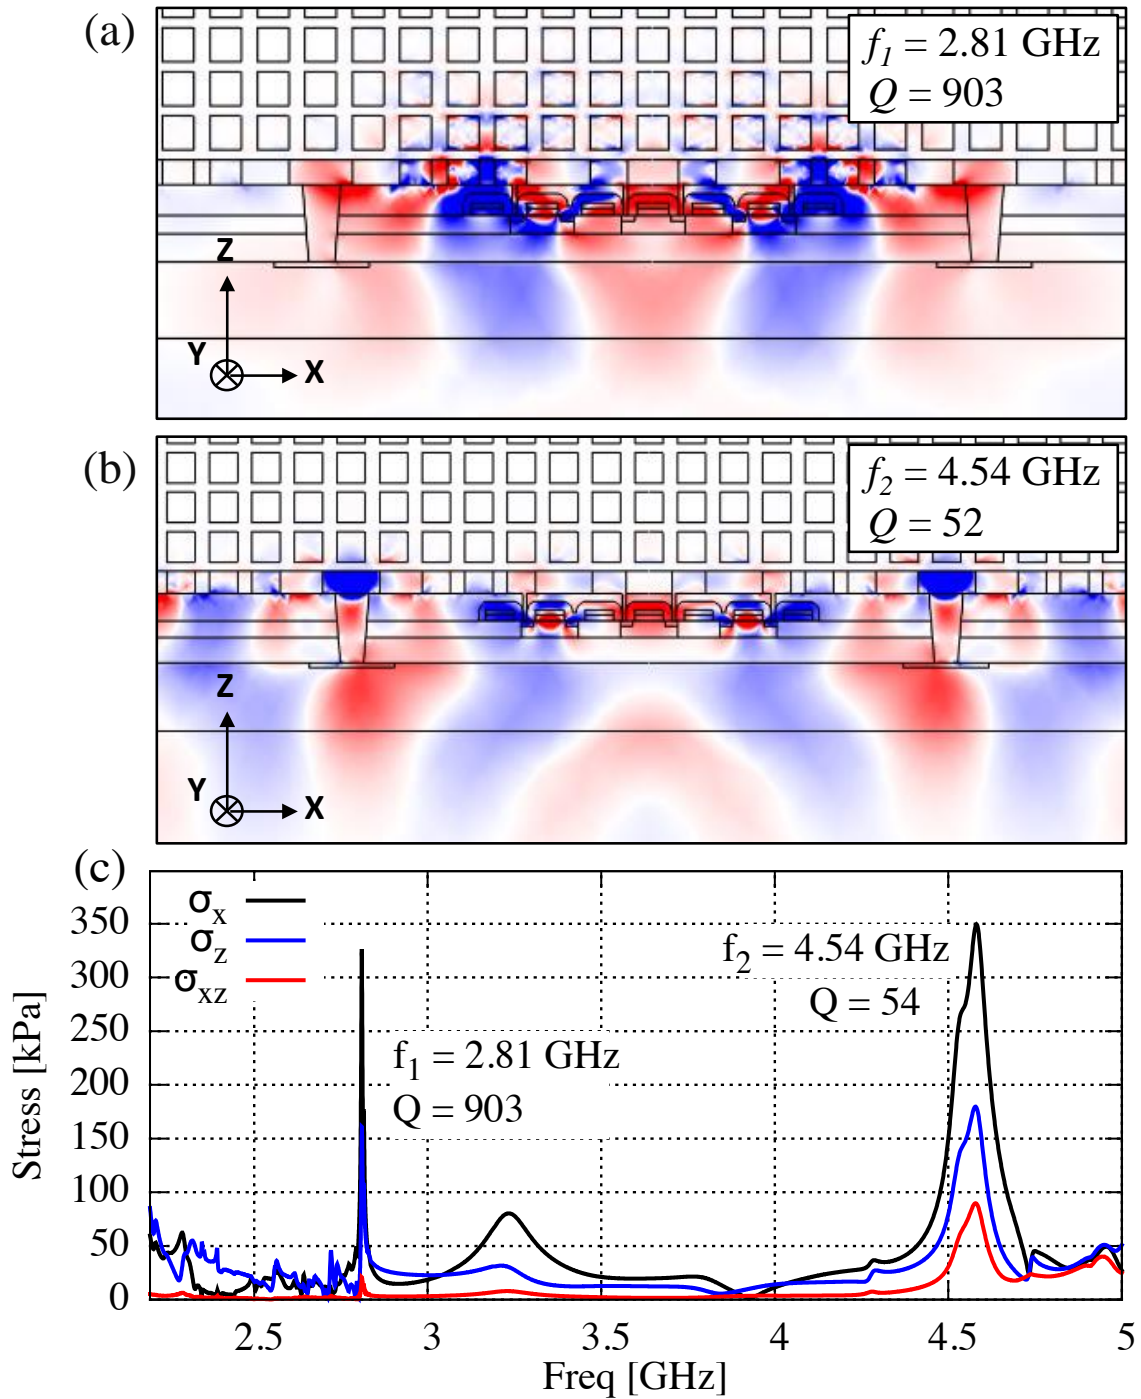 (a)
f₁ = 2.81 GHz
Q = 903
Z
Y
X
(b)
f₂ = 4.54 GHz
Q = 52
Z
Y
X
(c)
σₓ
σ_z
σ_xz
f₂ = 4.54 GHz
Q = 54
f₁ = 2.81 GHz
Q = 903
Stress [kPa]
350
300
250
200
150
100
50
0
2.5 3 3.5 4 4.5 5
Freq [GHz]